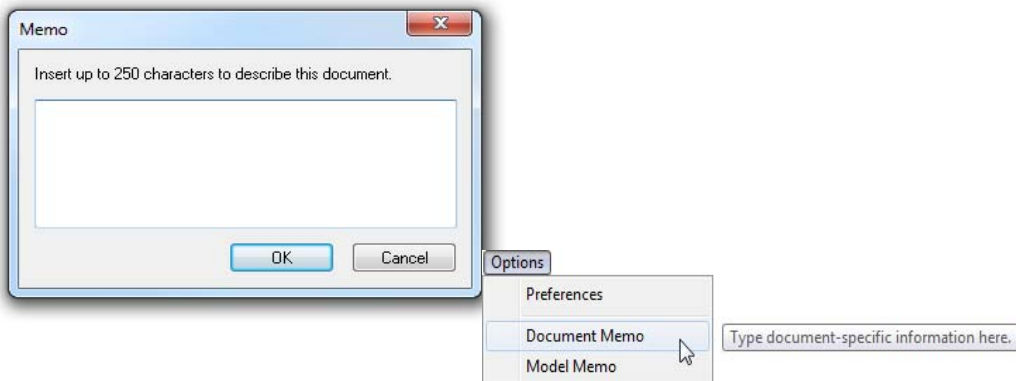 Memo
Insert up to 250 characters to describe this document.
OK Cancel
Options
Preferences
Document Memo
Type document-specific information here.
Model Memo